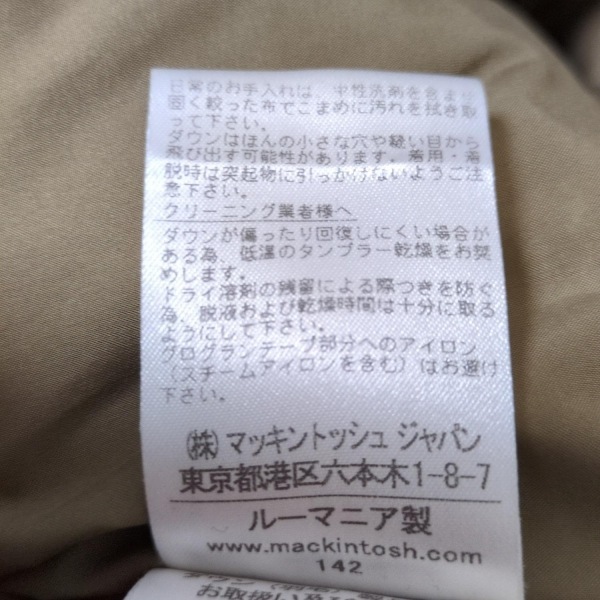 日常のお手入れは、中性洗剤を含ませ
固く絞った布でこまめに汚れを拭き取
って下さい。
ダウンはほんの小さな穴や縫い目から
飛び出す可能性があります。着用・着
脱時は突起物に引っかけないようご注
意下さい。
クリーニング業者様へ
ダウンが偏ったり回復しにくい場合が
ある為、低温のタンブラー乾燥をお奨
めします。
ドライ溶剤の残留による際つきを防ぐ
為、脱液および乾燥時間は十分に取る
ようにして下さい。
グログランテープ部分へのアイロン
（スチームアイロンを含む）はお避け
下さい。
㈱マッキントッシュ ジャパン
東京都港区六本木1-8-7
ルーマニア製
www.mackintosh.com
142
お取扱い